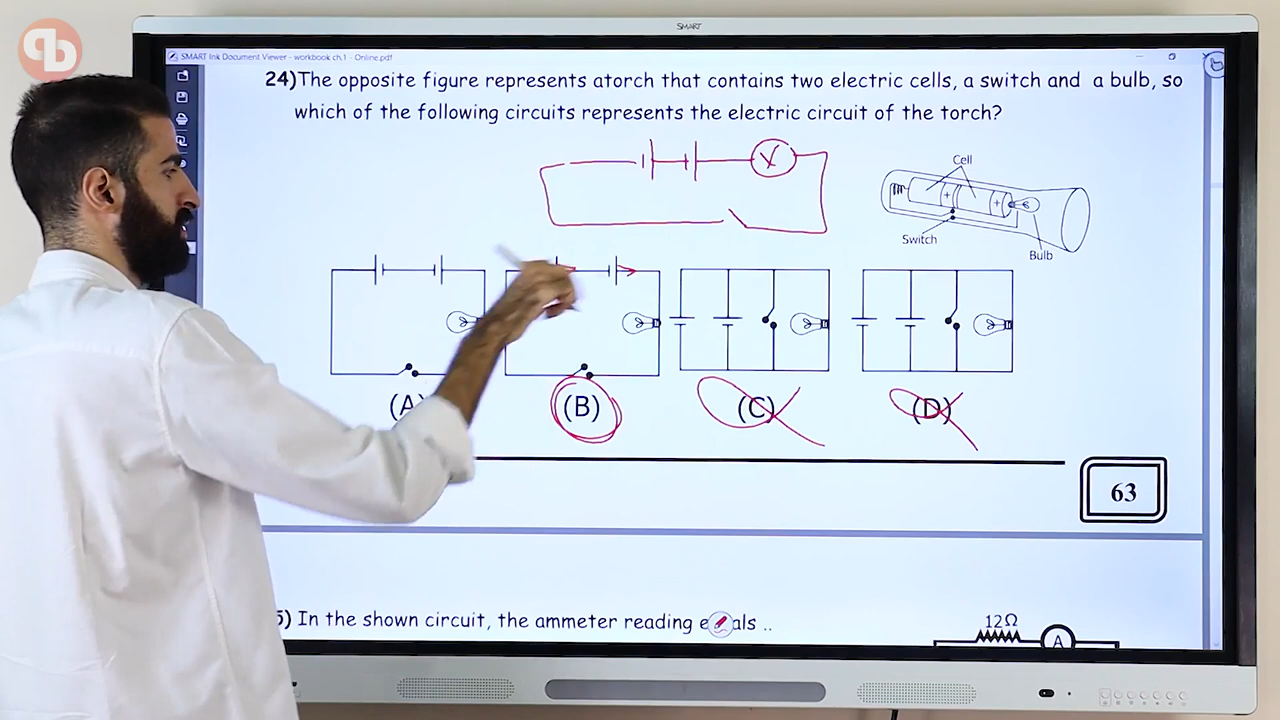 SMART
pb
SMART Ink Document Viewer - workbook ch.1 - Online.pdf
24)The opposite figure represents atorch that contains two electric cells, a switch and a bulb, so
which of the following circuits represents the electric circuit of the torch?
X
Cell
+ +
Switch
Bulb
(B) (C) (D)
63
5) In the shown circuit, the ammeter reading e als ..
12Ω
A